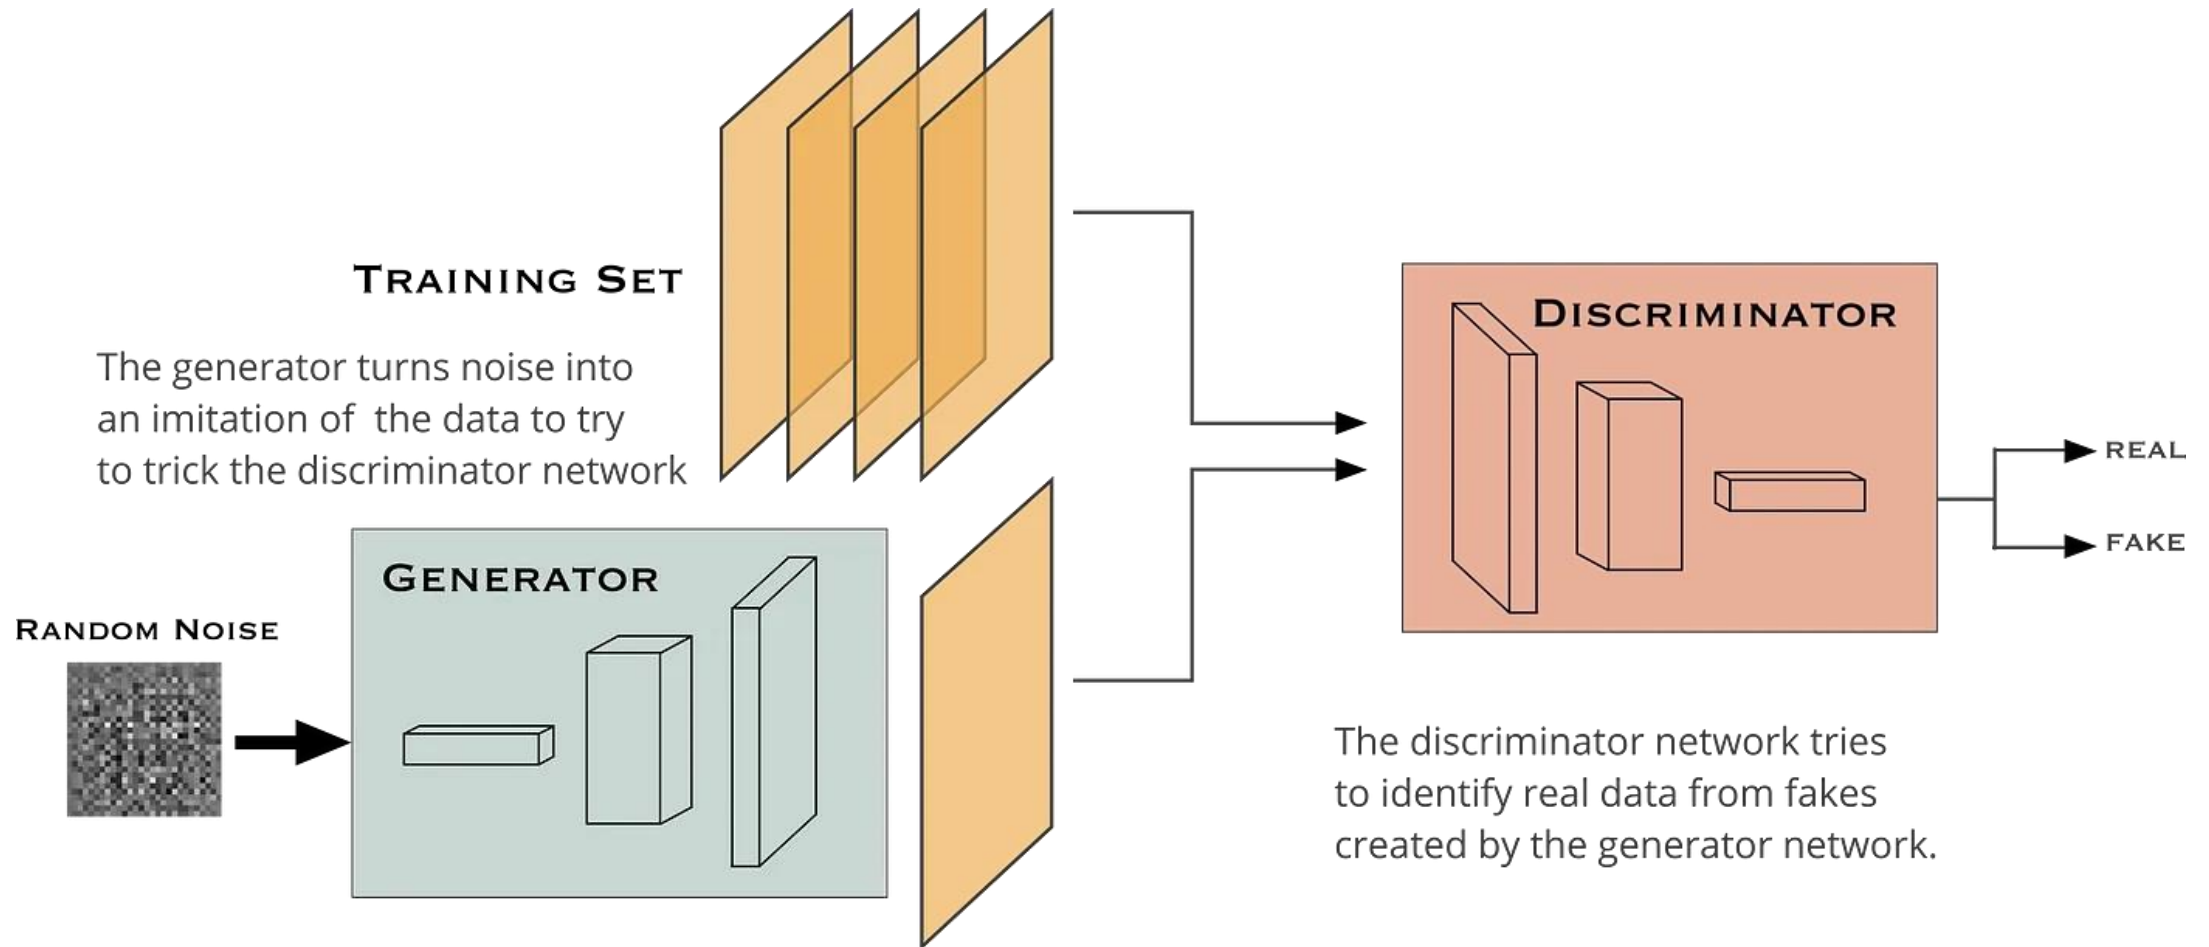 TRAINING SET
The generator turns noise into
an imitation of  the data to try
to trick the discriminator network
GENERATOR
RANDOM NOISE
DISCRIMINATOR
REAL
FAKE
The discriminator network tries
to identify real data from fakes
created by the generator network.